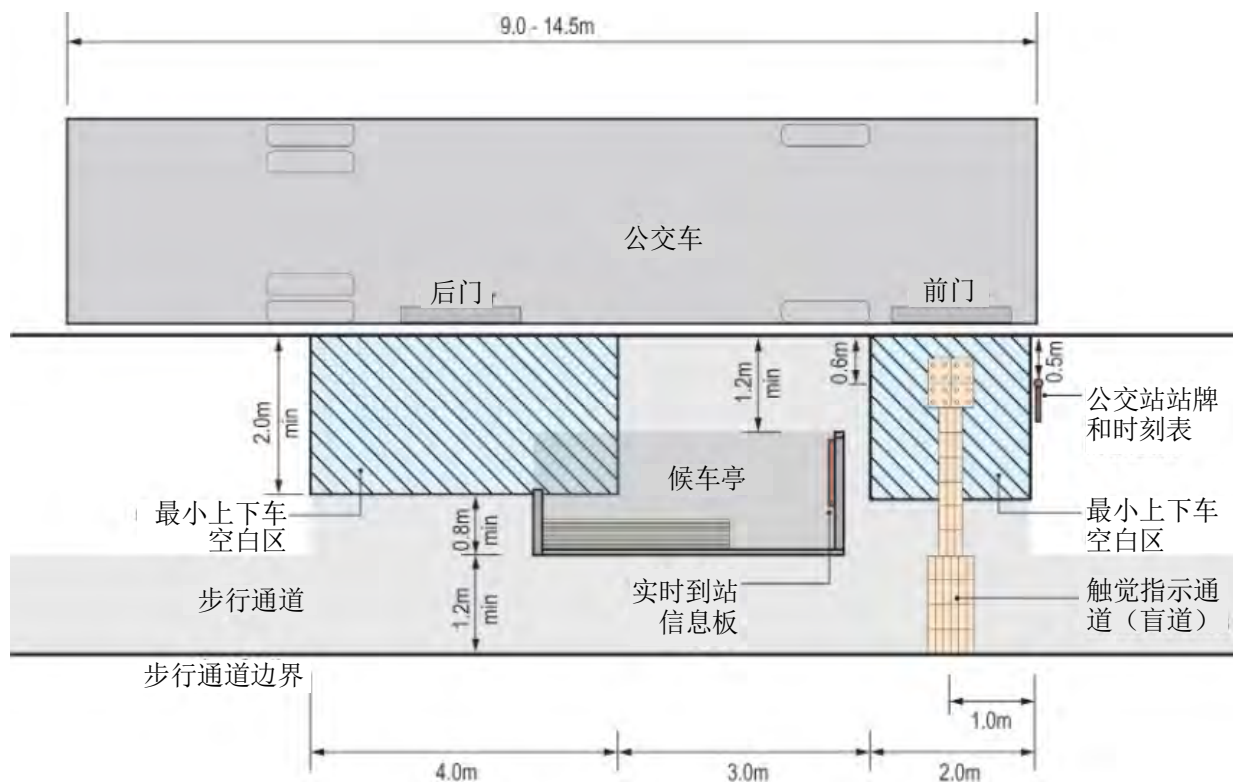 9.0 - 14.5m
公交车
后门
前门
2.0m
min
1.2m
min
0.6m
0.5m
公交站站牌
和时刻表
候车亭
最小上下车
空白区
0.8m
min
最小上下车
空白区
步行通道
1.2m
min
实时到站
信息板
触觉指示通
道（盲道）
步行通道边界
1.0m
4.0m
3.0m
2.0m